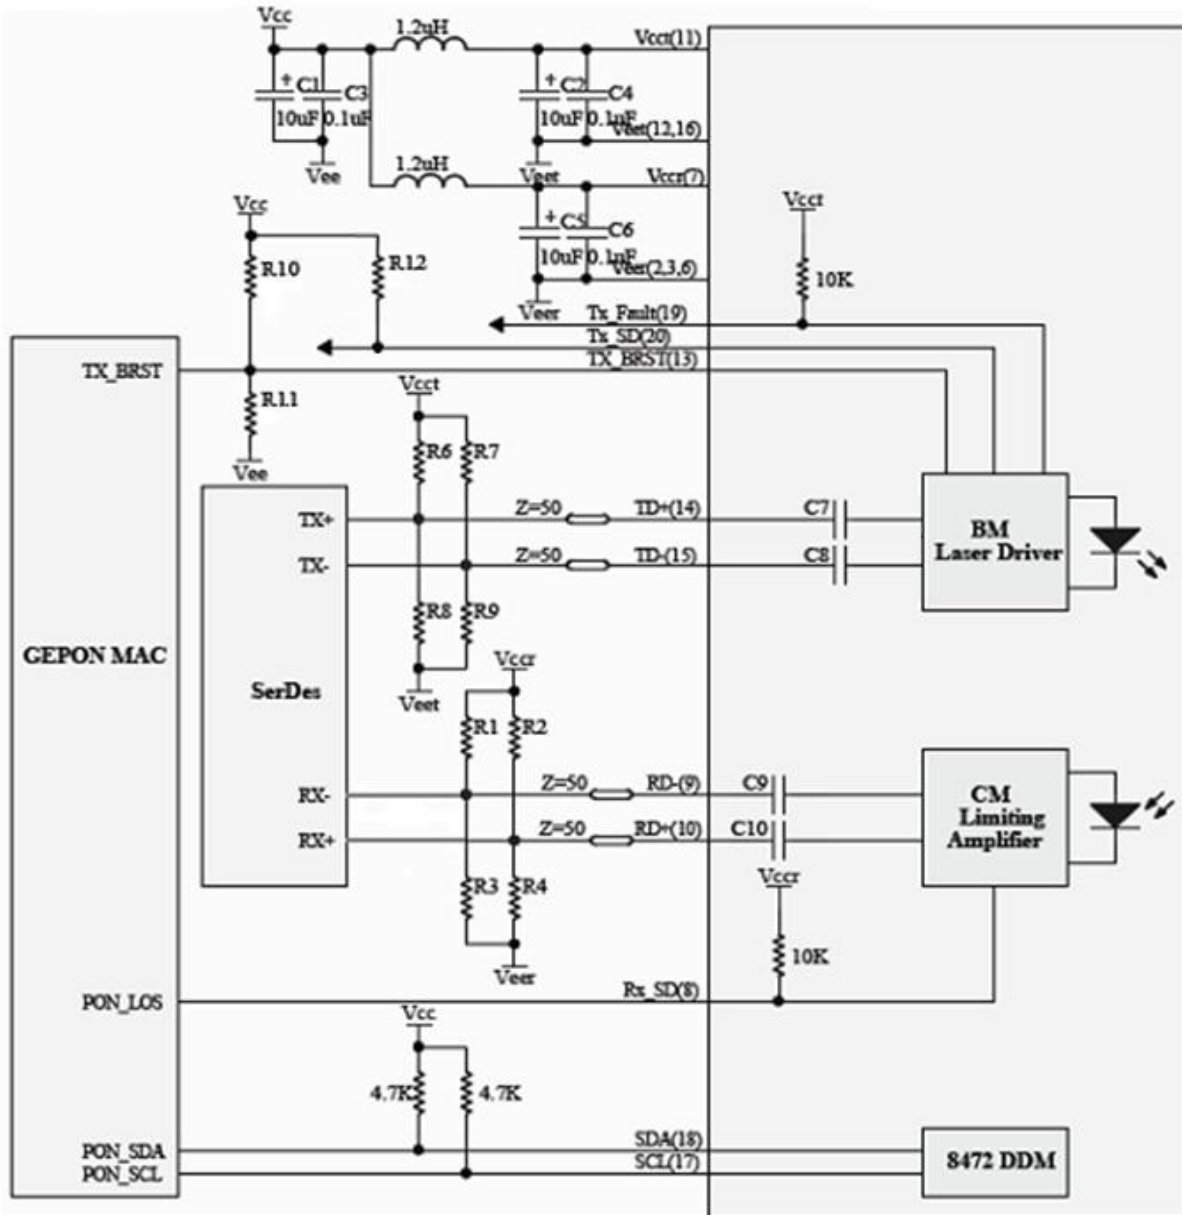 Vcc
1.2uH
Vcct(11)
+ C1
C3
10uF
0.1uF
+ C2
C4
10uF
0.1uF
Veet(12,16)
Vee
1.2uH
Veet
Vccr(7)
Vcc
Vcct
+ C5
C6
10uF
0.1uF
Veer(2,3,6)
R10
R12
10K
Veer
Tx_Fault(19)
Tx_SD(20)
TX_BRST
TX_BRST(13)
Vcct
R11
R6
R7
Vee
TX+
Z=50
TD+(14)
C7
BM
Laser Driver
TX-
Z=50
TD-(15)
C8
R8
R9
GEPON MAC
SerDes
Vccr
Veet
R1
R2
RX-
Z=50
RD-(9)
C9
CM
Limiting
Amplifier
RX+
Z=50
RD+(10)
C10
R3
R4
Vccr
10K
Veer
PON_LOS
Rx_SD(8)
Vcc
4.7K
4.7K
PON_SDA
SDA(18)
PON_SCL
SCL(17)
8472 DDM